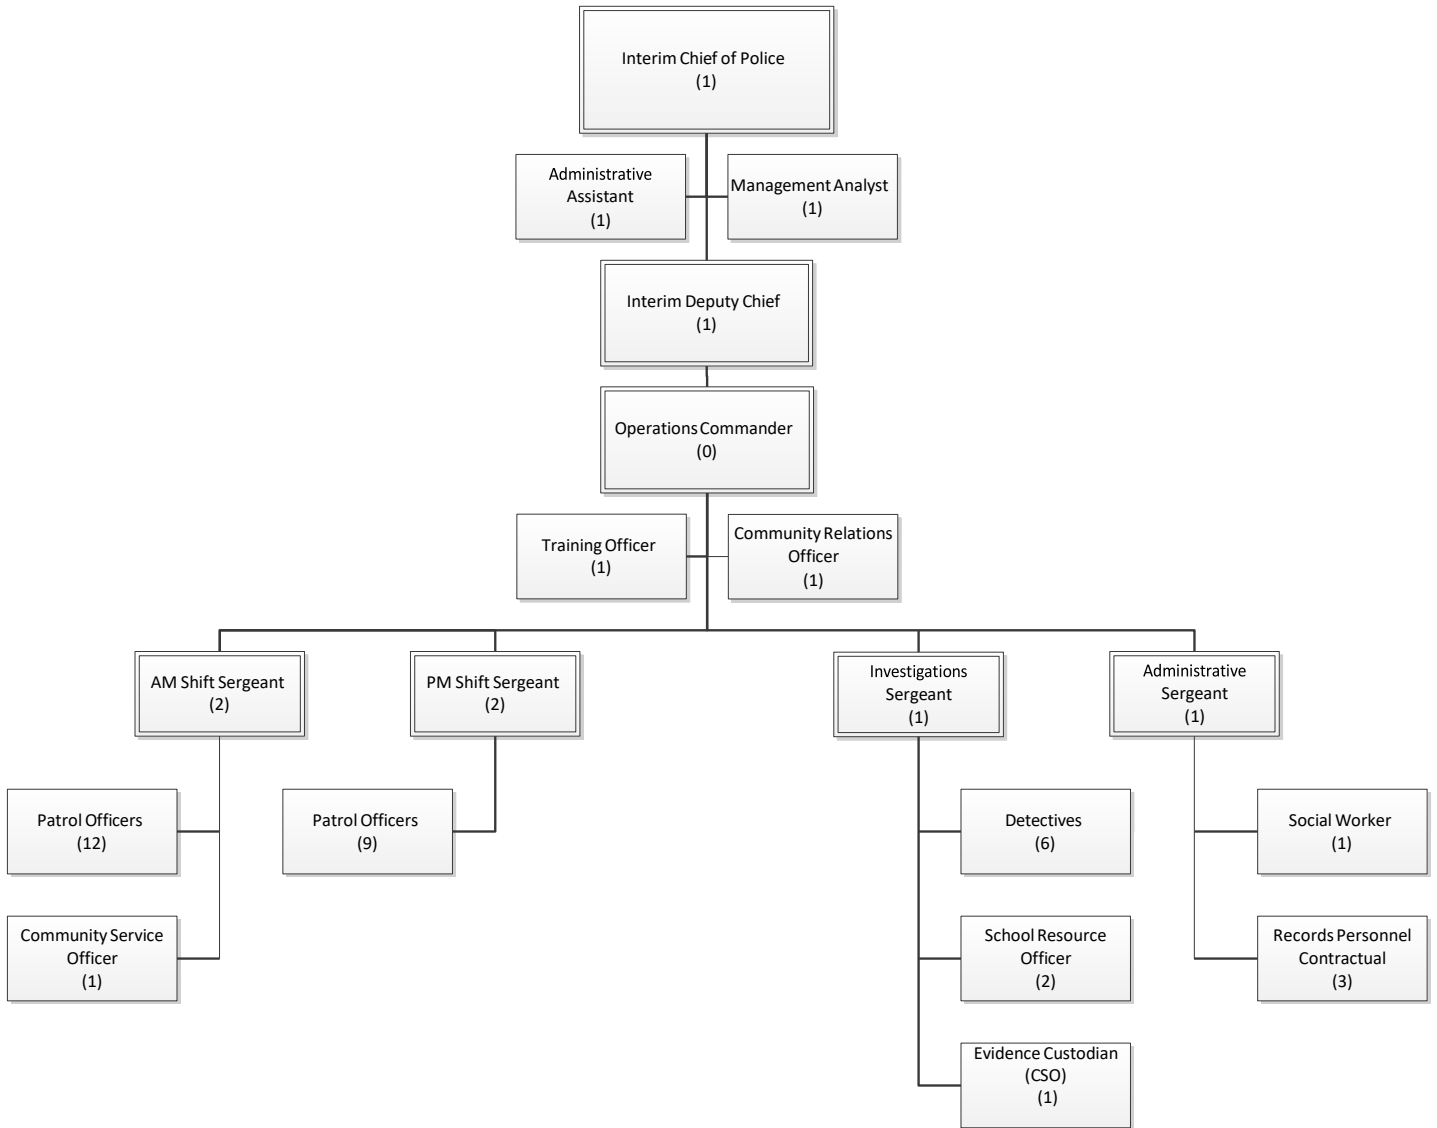 Interim Chief of Police
(1)
Administrative
Assistant
(1)
Management Analyst
(1)
Interim Deputy Chief
(1)
Operations Commander
(0)
Training Officer
(1)
Community Relations
Officer
(1)
AM Shift Sergeant
(2)
PM Shift Sergeant
(2)
Investigations
Sergeant
(1)
Administrative
Sergeant
(1)
Patrol Officers
(12)
Patrol Officers
(9)
Detectives
(6)
Social Worker
(1)
Community Service
Officer
(1)
School Resource
Officer
(2)
Records Personnel
Contractual
(3)
Evidence Custodian
(CSO)
(1)